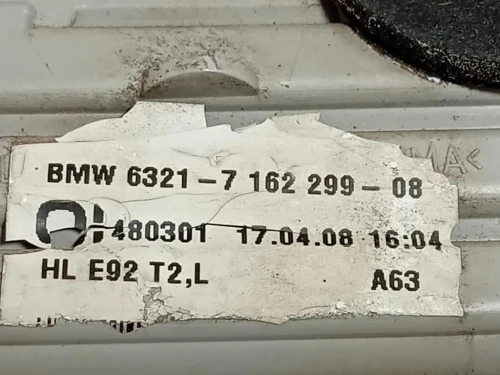 BMW 6321-7 162 299-08
480301 17.04.08 16:04
HL E92 T2,L A63